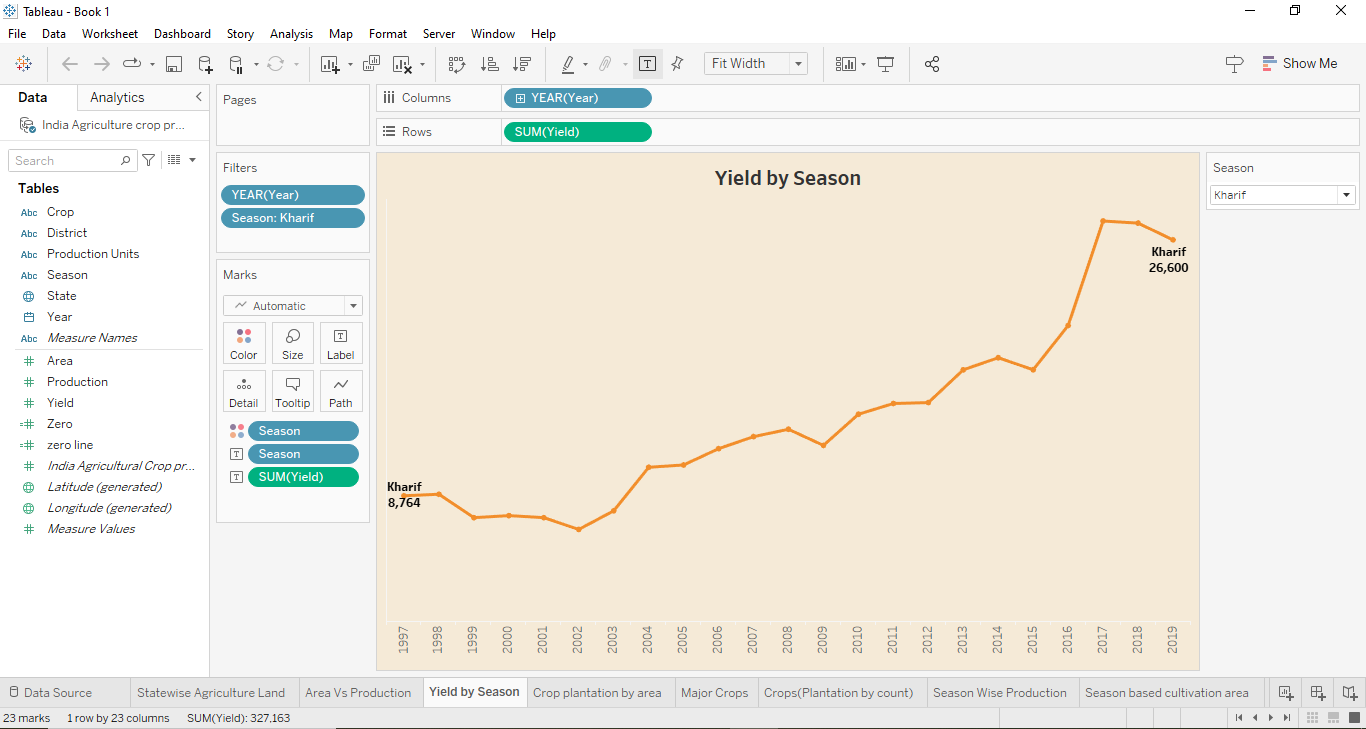 Tableau - Book 1
File Data Worksheet Dashboard Story Analysis Map Format Server Window Help
Fit Width
Show Me
Data Analytics
India Agriculture crop pr...
Search
Tables
Abc Crop
Abc District
Abc Production Units
Abc Season
State
Year
Abc Measure Names
Area
Production
Yield
Zero
zero line
India Agricultural Crop pr...
Latitude (generated)
Longitude (generated)
Measure Values
Pages
Filters
YEAR(Year)
Season: Kharif
Marks
Automatic
Color Size Label
Detail Tooltip Path
Season
Season
SUM(Yield)
Columns YEAR(Year)
Rows SUM(Yield)
Yield by Season
Kharif
26,600
Kharif
8,764
1997 1998 1999 2000 2001 2002 2003 2004 2005 2006 2007 2008 2009 2010 2011 2012 2013 2014 2015 2016 2017 2018 2019
Season
Kharif
Data Source Statewise Agriculture Land Area Vs Production Yield by Season Crop plantation by area Major Crops Crops(Plantation by count) Season Wise Production Season based cultivation area
23 marks 1 row by 23 columns SUM(Yield): 327,163